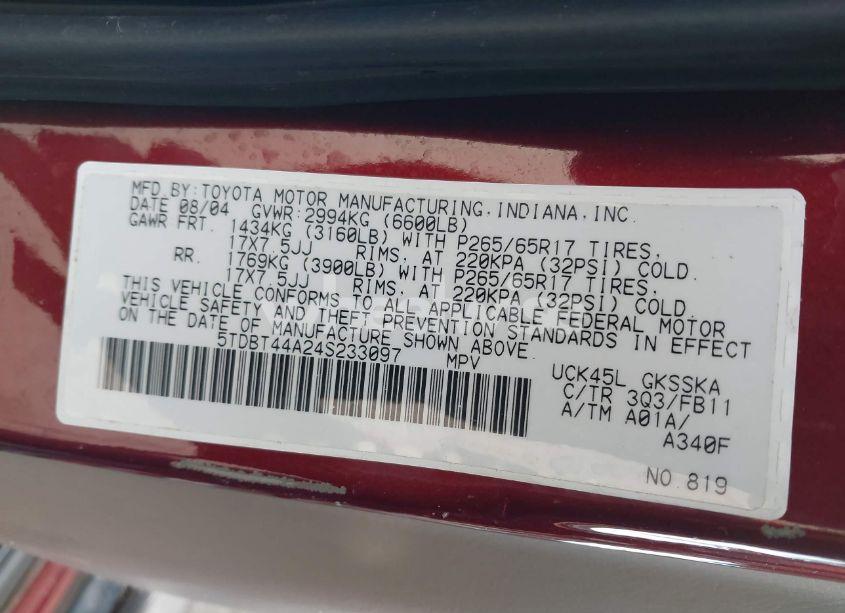 MFD.BY:TOYOTA MOTOR MANUFACTURING,INDIANA,INC.
DATE 08/04 GVWR:2994KG (6600LB)
GAWR FRT. 1434KG (3160LB) WITH P265/65R17 TIRES,
17X7.5JJ RIMS, AT 220KPA (32PSI) COLD.
RR. 1769KG (3900LB) WITH P265/65R17 TIRES,
17X7.5JJ RIMS, AT 220KPA (32PSI) COLD.
THIS VEHICLE CONFORMS TO ALL APPLICABLE FEDERAL MOTOR
VEHICLE SAFETY AND THEFT PREVENTION STANDARDS IN EFFECT
ON THE DATE OF MANUFACTURE SHOWN ABOVE.
5TDBT44A24S233097 MPV
UCK45L GKSSKA
C/TR 3Q3/FB11
A/TM A01A/
A340F
NO.819